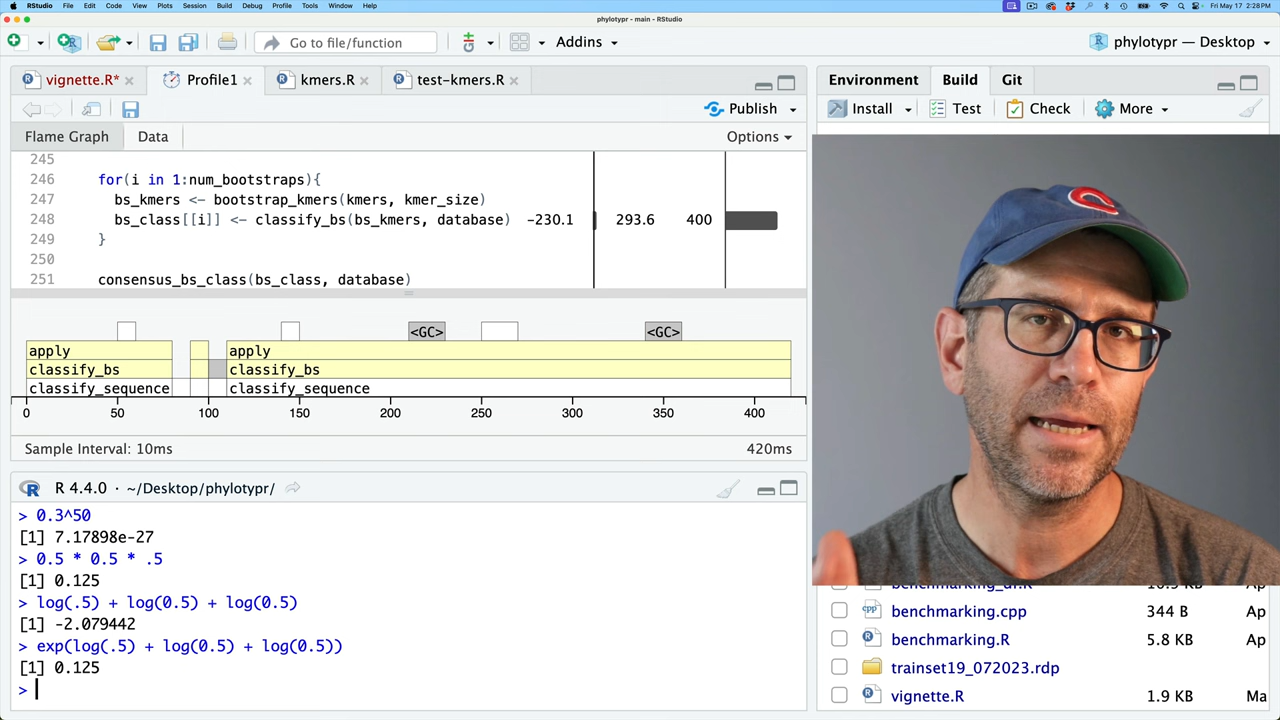 RStudio File Edit Code View Plots Session Build Debug Profile Tools Window Help Fri May 17 2:28PM
phylotypr - main - RStudio
Go to file/function Addins phylotypr — Desktop
vignette.R* Profile1 kmers.R test-kmers.R
Environment Build Git
Publish
Install Test Check More
Flame Graph Data Options
245
246 for(i in 1:num_bootstraps){
247 bs_kmers <- bootstrap_kmers(kmers, kmer_size)
248 bs_class[[i]] <- classify_bs(bs_kmers, database) -230.1 293.6 400
249 }
250
251 consensus_bs_class(bs_class, database)
<GC> <GC>
apply apply
classify_bs classify_bs
classify_sequence classify_sequence
0 50 100 150 200 250 300 350 400
Sample Interval: 10ms 420ms
R 4.4.0 · ~/Desktop/phylotypr/
> 0.3^50
[1] 7.17898e-27
> 0.5 * 0.5 * .5
[1] 0.125
> log(.5) + log(0.5) + log(0.5)
[1] -2.079442
> exp(log(.5) + log(0.5) + log(0.5))
[1] 0.125
>
C
benchmarking.cpp 344 B Ap
benchmarking.R 5.8 KB Ap
trainset19_072023.rdp
vignette.R 1.9 KB Ma